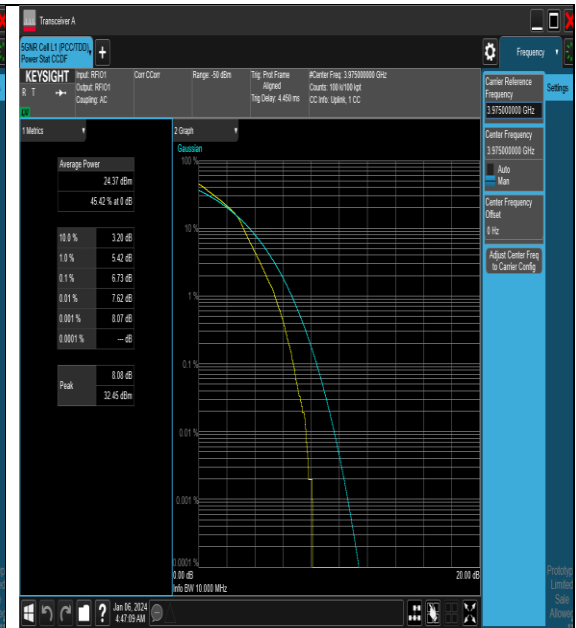 Transceiver A
5GNR Cell L1 (PCC/TDD),
Power Stat CCDF
Frequency
KEYSIGHT
R T
Input: RFIO1
Output: RFIO1
Coupling: AC
Corr CCorr
Range: -50 dBm
Trig: Prot Frame
Aligned
Trig Delay: 4.450 ms
#Center Freq: 3.975000000 GHz
Counts: 100 k/100 kpt
CC Info: Uplink, 1 CC
Carrier Reference
Frequency
3.975000000 GHz
Settings
Center Frequency
3.975000000 GHz
Auto
Man
Center Frequency
Offset
0 Hz
Adjust Center Freq
to Carrier Config
1 Metrics
Average Power
24.37 dBm
45.42 % at 0 dB
10.0 % 3.20 dB
1.0 % 5.42 dB
0.1 % 6.73 dB
0.01 % 7.62 dB
0.001 % 8.07 dB
0.0001 % --- dB
Peak
8.08 dB
32.45 dBm
2 Graph
Gaussian
100 %
10 %
1 %
0.1 %
0.01 %
0.001 %
0.0001 %
0.00 dB 20.00 dB
Info BW 10.000 MHz
Prototyp
Limited
Sale
Allowed
? Jan 06, 2024
4:47:09 AM